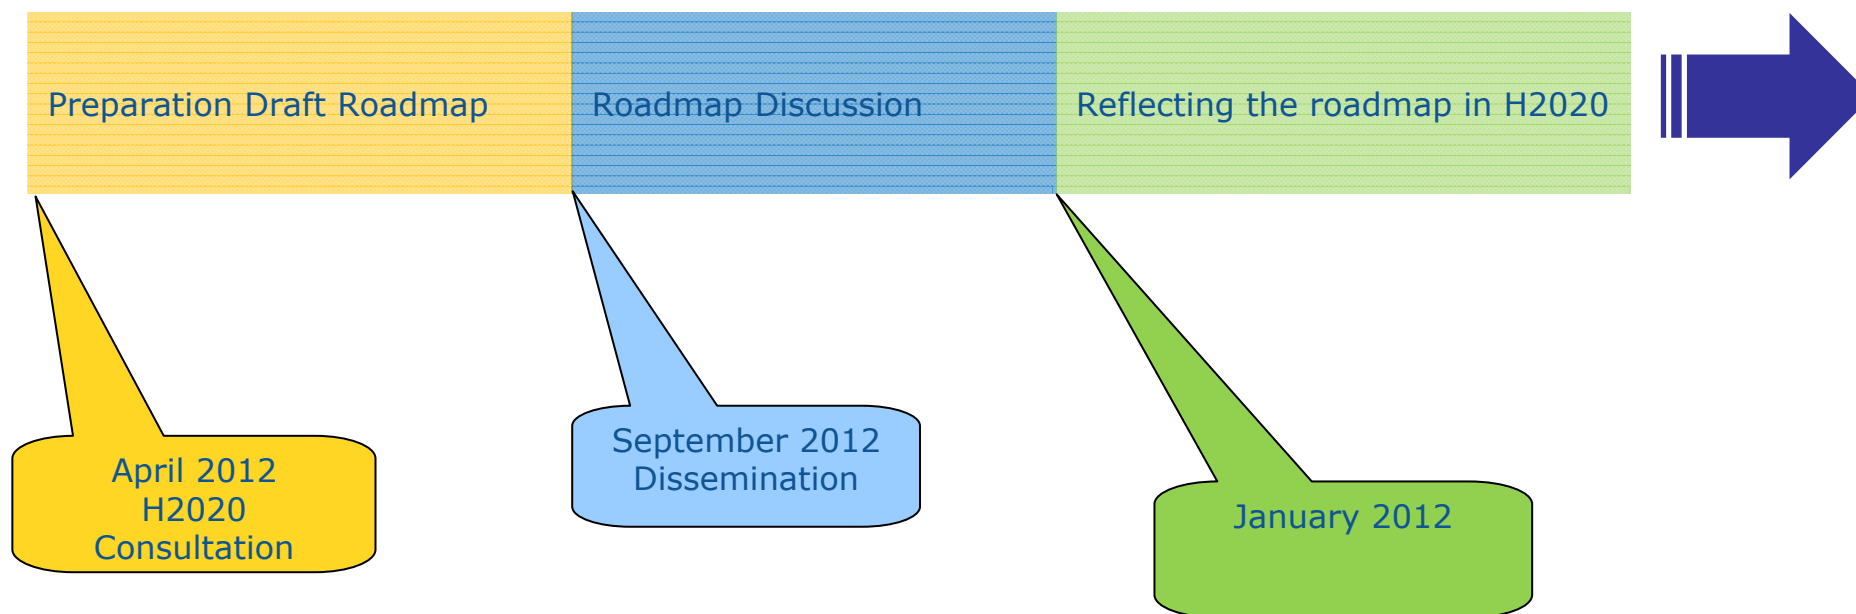 Preparation Draft Roadmap
Roadmap Discussion
Reflecting the roadmap in H2020
April 2012
H2020
Consultation
September 2012
Dissemination
January 2012